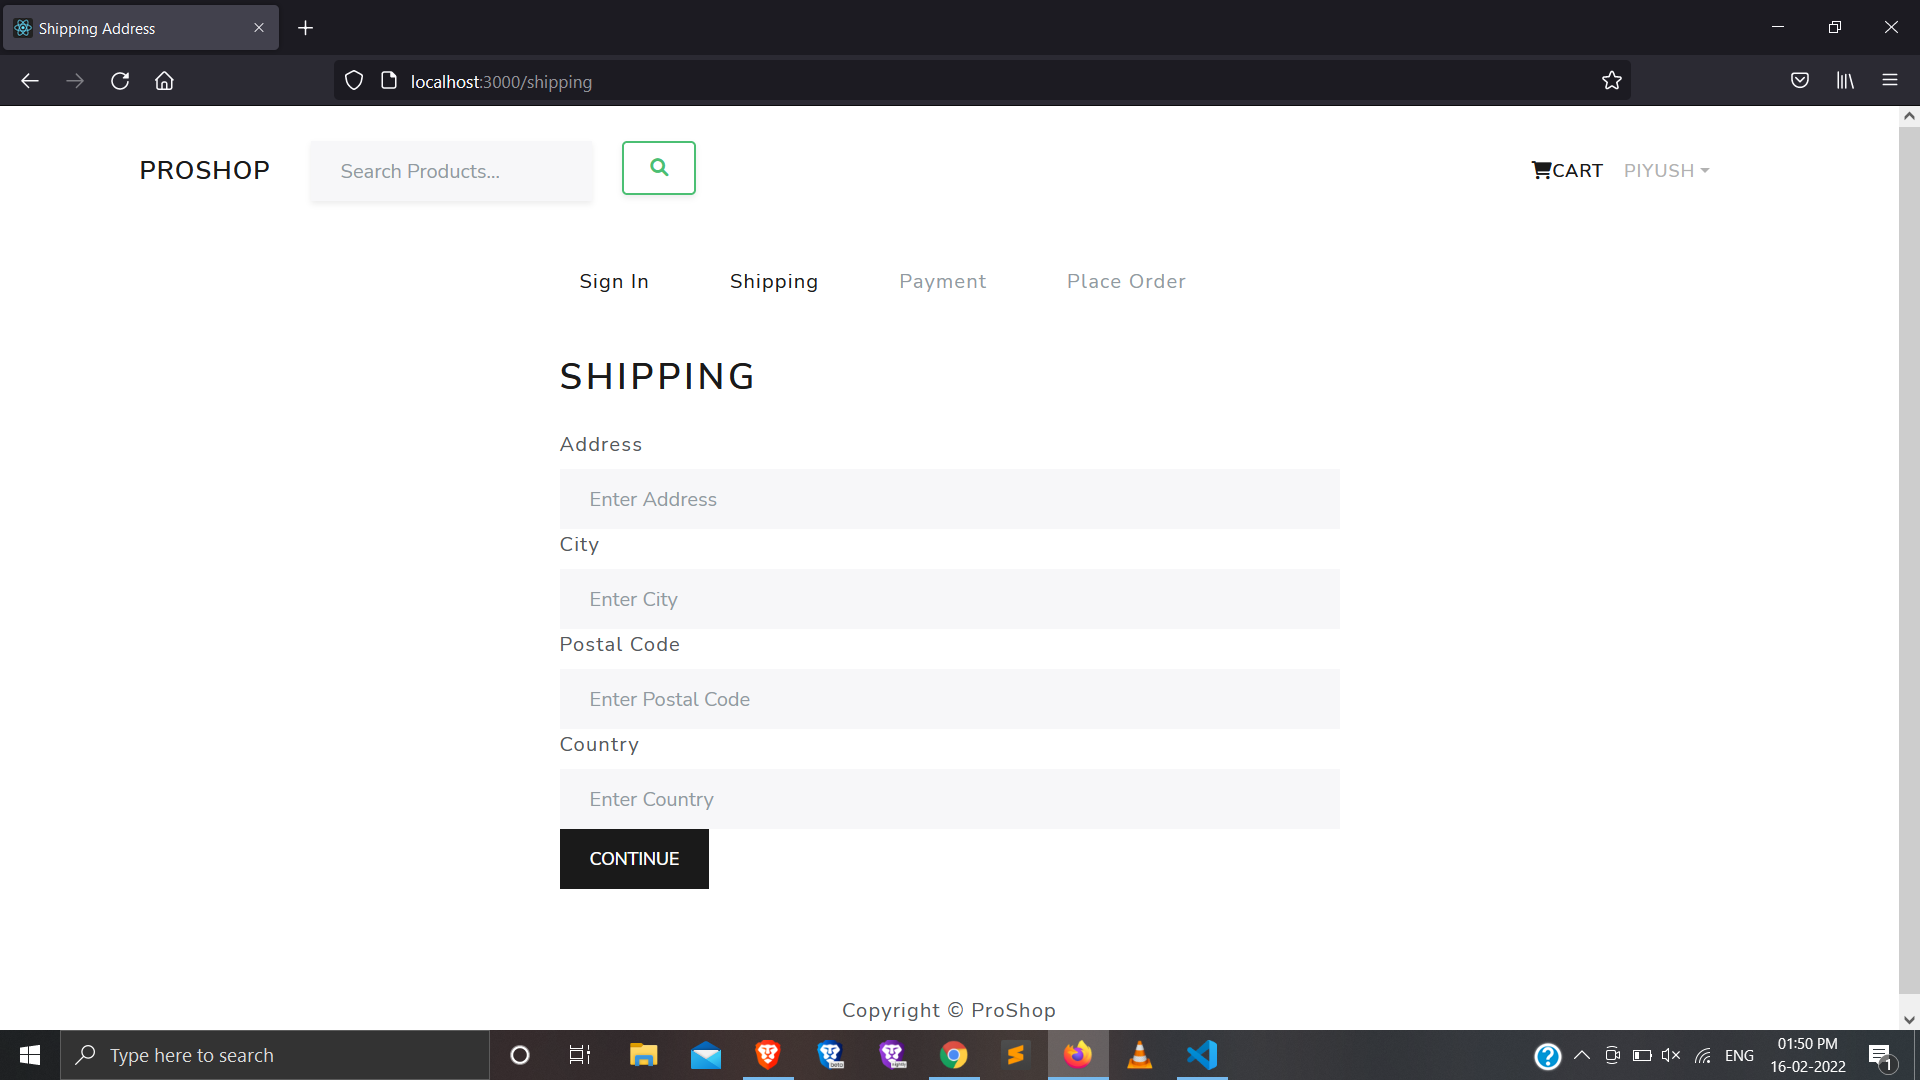 Shipping Address
localhost:3000/shipping
PROSHOP
Search Products...
CART
PIYUSH
Sign In
Shipping
Payment
Place Order
SHIPPING
Address
Enter Address
City
Enter City
Postal Code
Enter Postal Code
Country
Enter Country
CONTINUE
Copyright © ProShop
Type here to search
beta
ENG
01:50 PM
16-02-2022
1